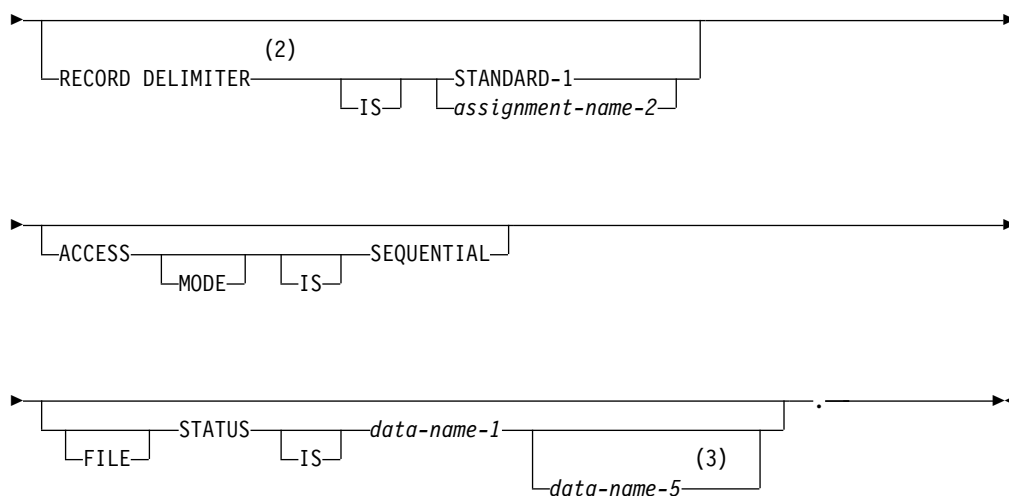 (2)
RECORD DELIMITER STANDARD-1
IS assignment-name-2
ACCESS SEQUENTIAL
MODE IS
STATUS data-name-1 .
FILE IS (3)
data-name-5